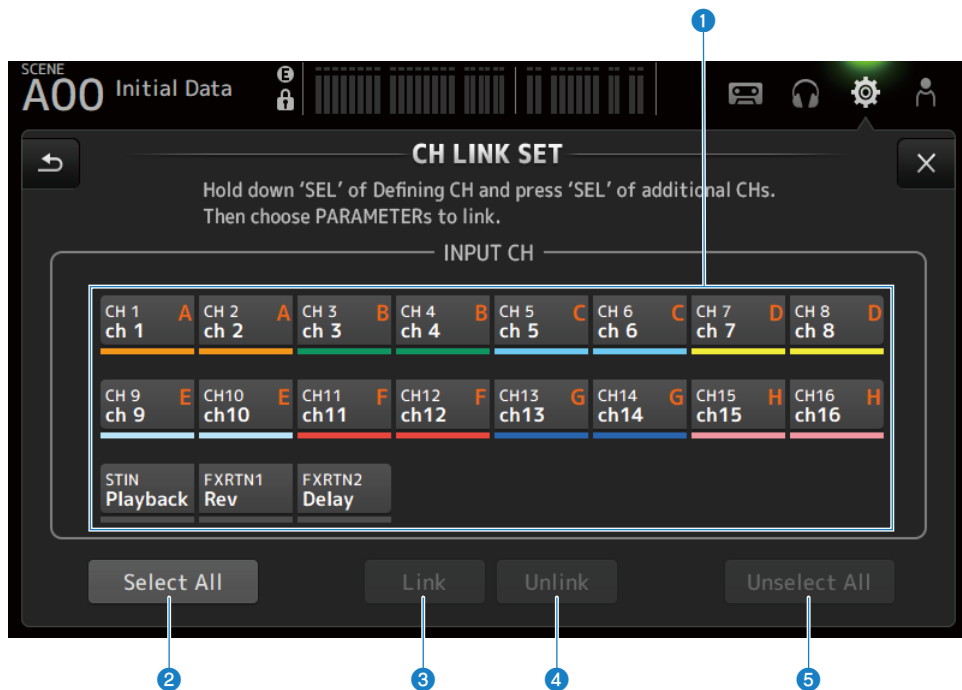 1
SCENE
A00 Initial Data E
CH LINK SET
Hold down ‘SEL’ of Defining CH and press ‘SEL’ of additional CHs.
Then choose PARAMETERs to link.
INPUT CH
CH 1 A CH 2 A CH 3 B CH 4 B CH 5 C CH 6 C CH 7 D CH 8 D
ch 1 ch 2 ch 3 ch 4 ch 5 ch 6 ch 7 ch 8
CH 9 E CH10 E CH11 F CH12 F CH13 G CH14 G CH15 H CH16 H
ch 9 ch10 ch11 ch12 ch13 ch14 ch15 ch16
STIN FXRTN1 FXRTN2
Playback Rev Delay
Select All Link Unlink Unselect All
2 3 4 5